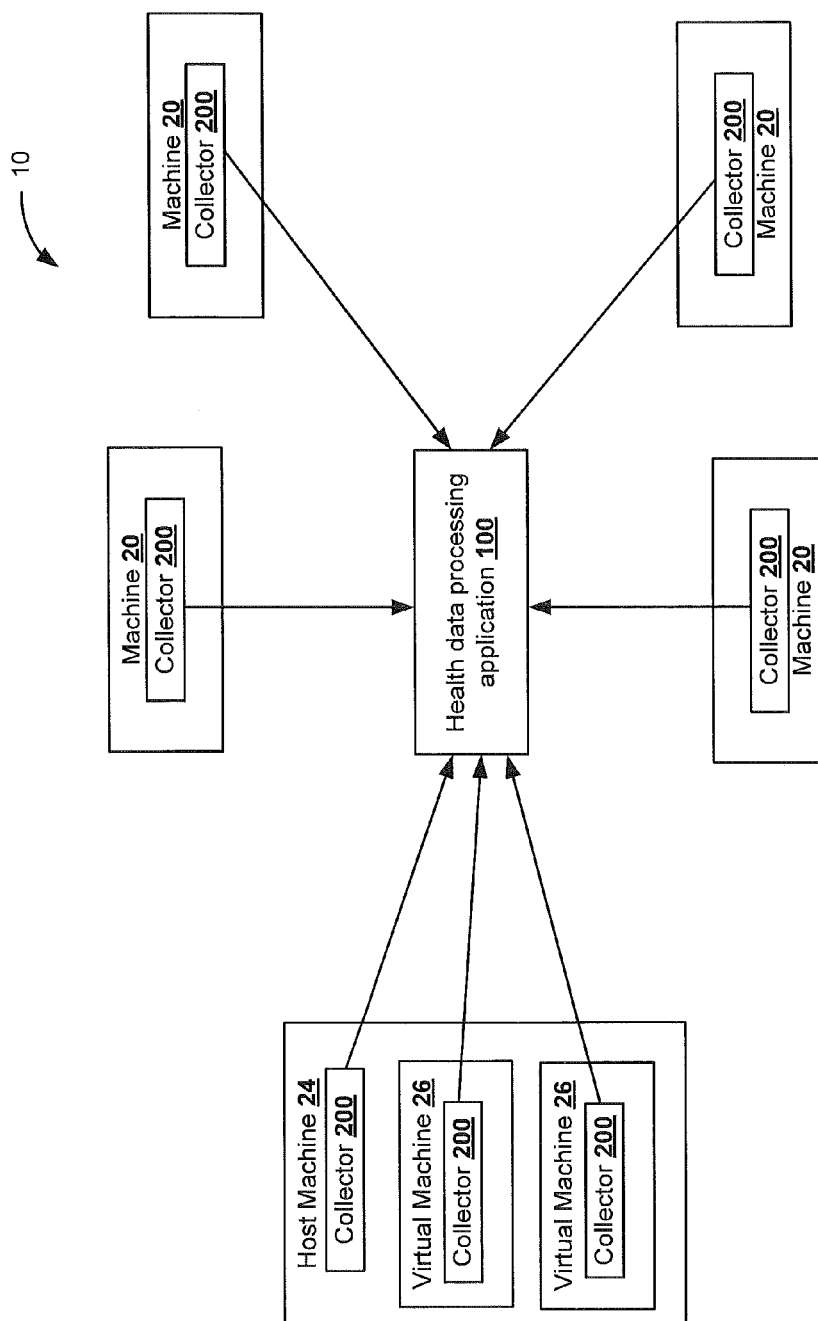 10
Machine 20
Collector 200
Machine 20
Collector 200
Host Machine 24
Collector 200
Virtual Machine 26
Collector 200
Virtual Machine 26
Collector 200
Health data processing
application 100
Collector 200
Machine 20
Collector 200
Machine 20